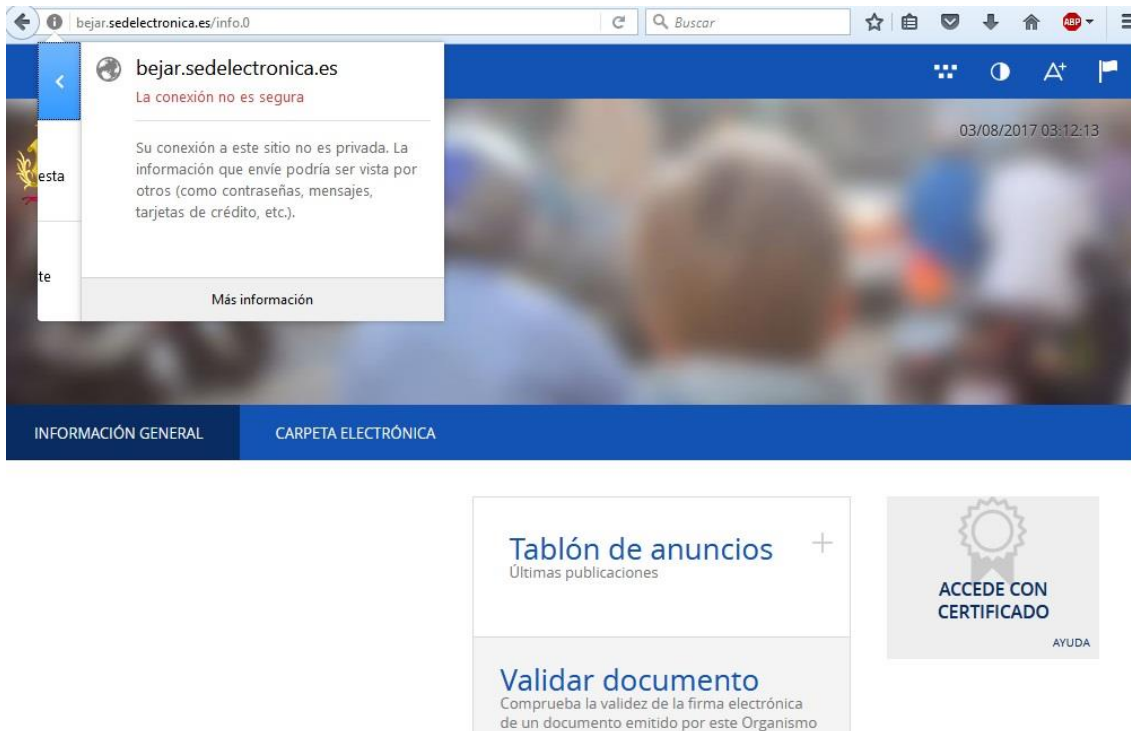 bejar.sedelectronica.es/info.0
Buscar
ABP
bejar.sedelectronica.es
La conexión no es segura
Su conexión a este sitio no es privada. La
información que envíe podría ser vista por
otros (como contraseñas, mensajes,
tarjetas de crédito, etc.).
Más información
esta
te
A+
03/08/2017 03:12:13
INFORMACIÓN GENERAL
CARPETA ELECTRÓNICA
Tablón de anuncios
Últimas publicaciones
ACCEDE CON
CERTIFICADO
AYUDA
Validar documento
Comprueba la validez de la firma electrónica
de un documento emitido por este Organismo